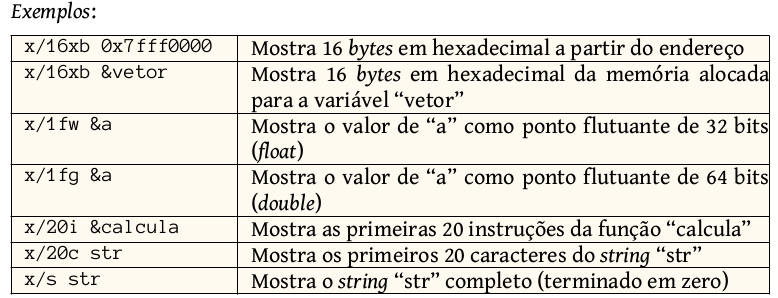 Exemplos:
x/16xb 0x7fff0000 Mostra 16 bytes em hexadecimal a partir do endereço
x/16xb &vetor Mostra 16 bytes em hexadecimal da memória alocada
para a variável “vetor”
x/1fw &a Mostra o valor de “a” como ponto flutuante de 32 bits
(float)
x/1fg &a Mostra o valor de “a” como ponto flutuante de 64 bits
(double)
x/20i &calcula Mostra as primeiras 20 instruções da função “calcula”
x/20c str Mostra os primeiros 20 caracteres do string “str”
x/s str Mostra o string “str” completo (terminado em zero)